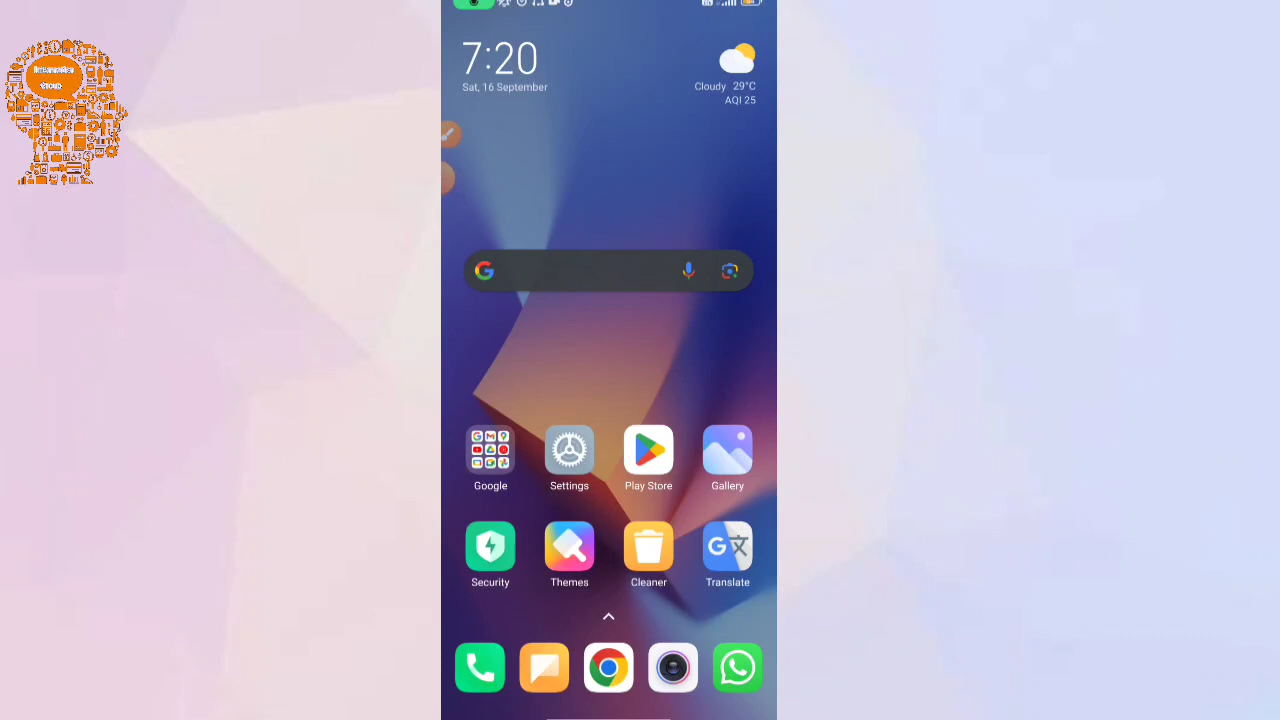 7:20
Sat, 16 September
Cloudy 29°C
AQI 25
Google
Settings
Play Store
Gallery
Security
Themes
Cleaner
Translate